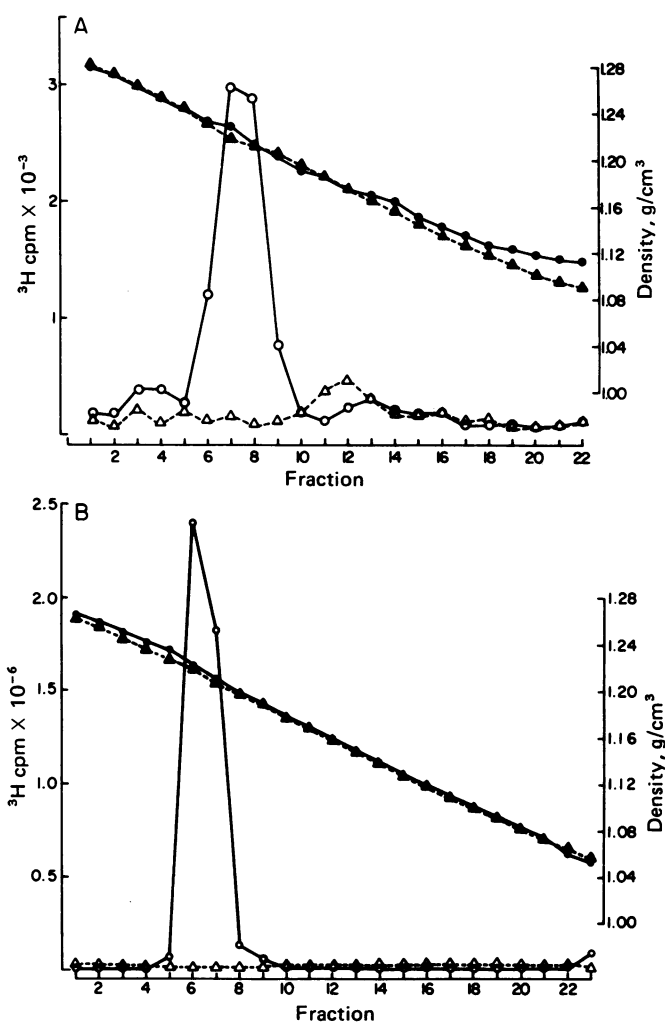 A
3
2
1
³H cpm X 10⁻³
1.28
1.24
1.20
1.16
1.12
1.08
1.04
1.00
Density, g/cm³
2 4 6 8 10 12 14 16 18 20 22
Fraction
B
2.5
2.0
1.5
1.0
0.5
³H cpm X 10⁻⁶
1.28
1.24
1.20
1.16
1.12
1.08
1.04
1.00
Density, g/cm³
2 4 6 8 10 12 14 16 18 20 22
Fraction